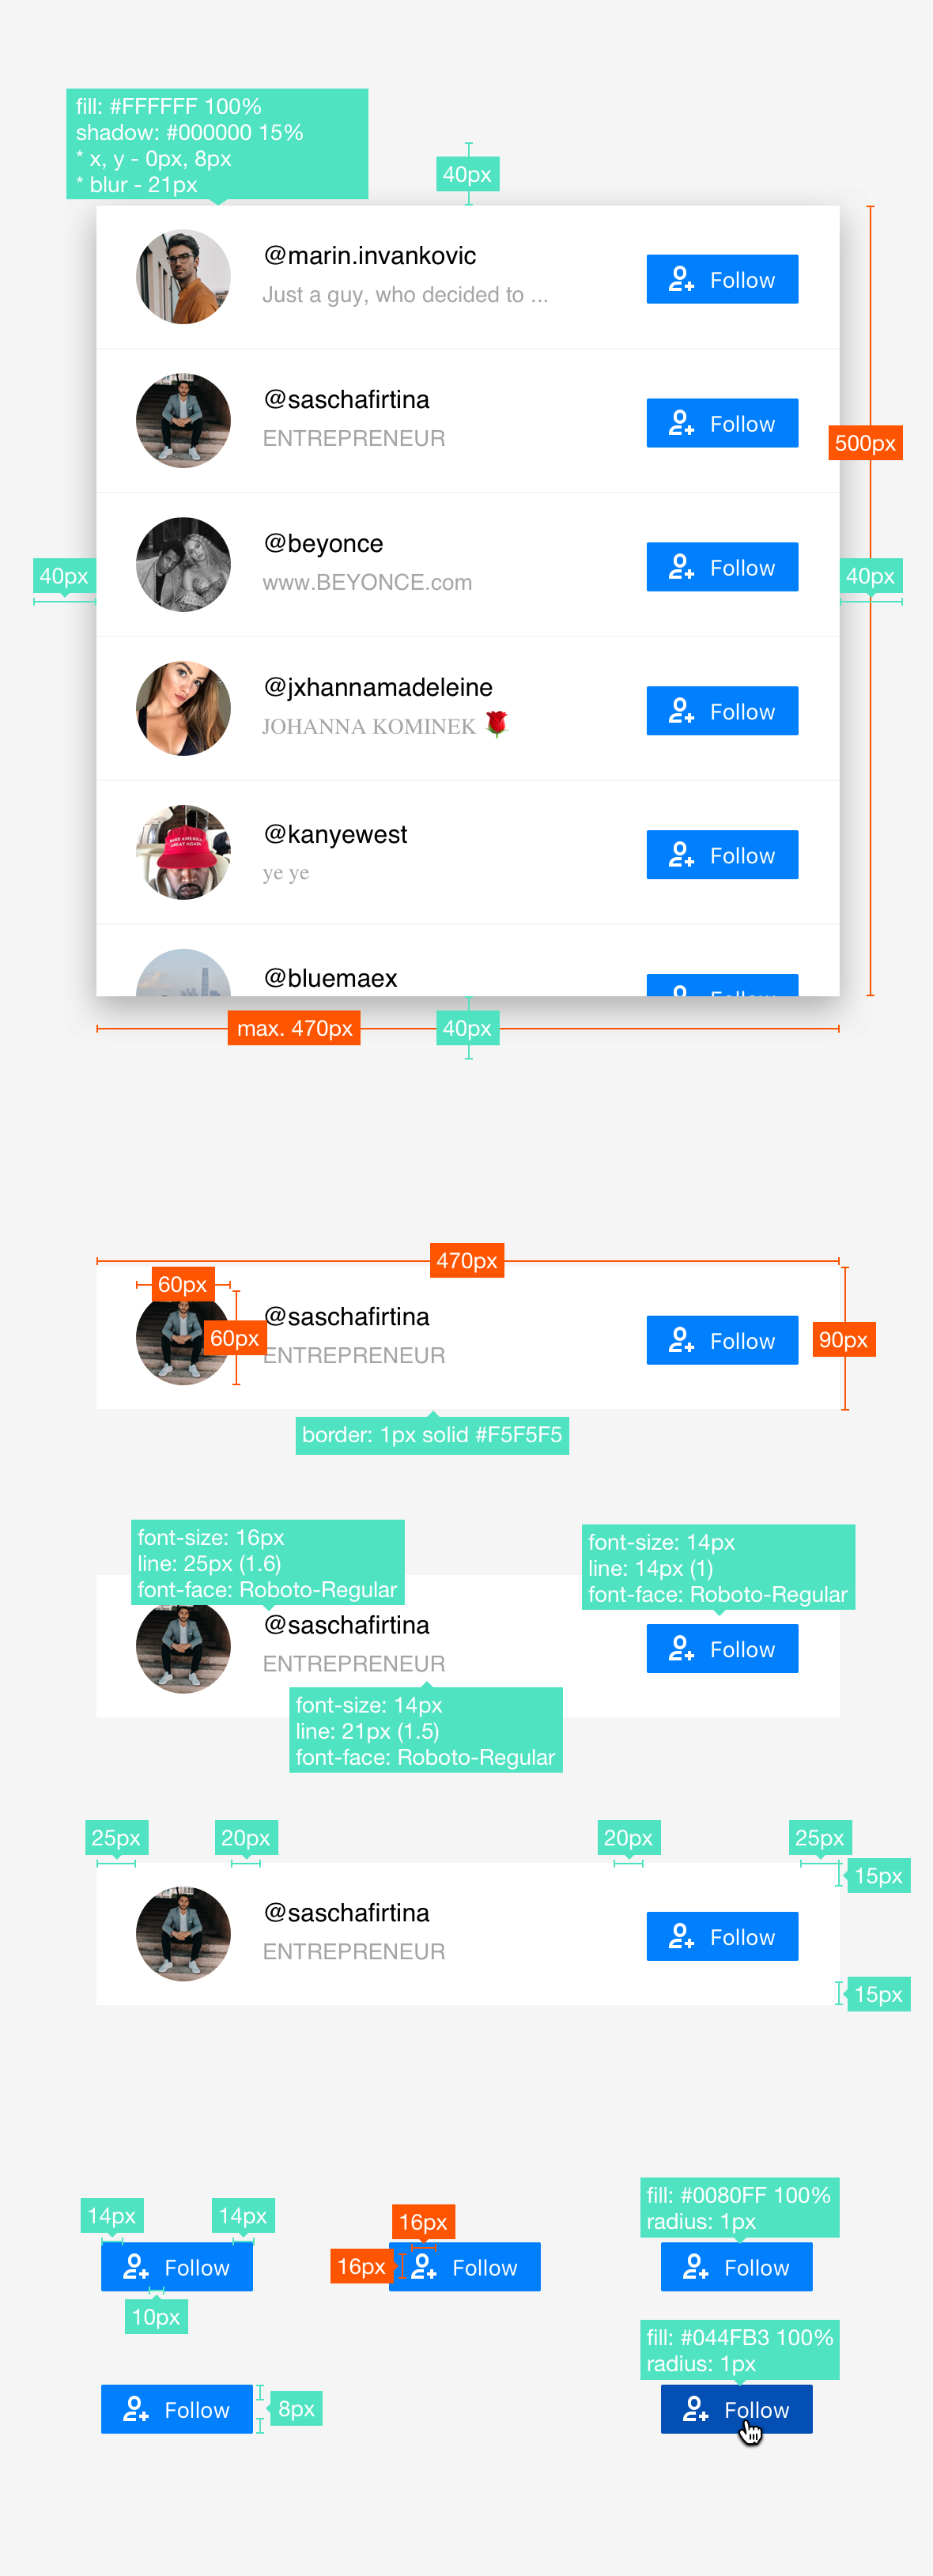 fill: #FFFFFF 100%
shadow: #000000 15%
* x, y - 0px, 8px
* blur - 21px
40px
@marin.invankovic
Just a guy, who decided to ...
Follow
@saschafirtina
ENTREPRENEUR
Follow
500px
@beyonce
www.BEYONCE.com
Follow
40px
40px
@jxhannamadeleine
JOHANNA KOMINEK 🌹
Follow
MAKE AMERICA
GREAT AGAIN
@kanyewest
ye ye
Follow
@bluemaex
Follow
max. 470px
40px
470px
60px
60px
@saschafirtina
ENTREPRENEUR
Follow
90px
border: 1px solid #F5F5F5
font-size: 16px
line: 25px (1.6)
font-face: Roboto-Regular
font-size: 14px
line: 14px (1)
font-face: Roboto-Regular
@saschafirtina
ENTREPRENEUR
Follow
font-size: 14px
line: 21px (1.5)
font-face: Roboto-Regular
25px
20px
20px
25px
15px
@saschafirtina
ENTREPRENEUR
Follow
15px
14px
14px
Follow
10px
16px
16px
Follow
fill: #0080FF 100%
radius: 1px
Follow
Follow
8px
fill: #044FB3 100%
radius: 1px
Follow